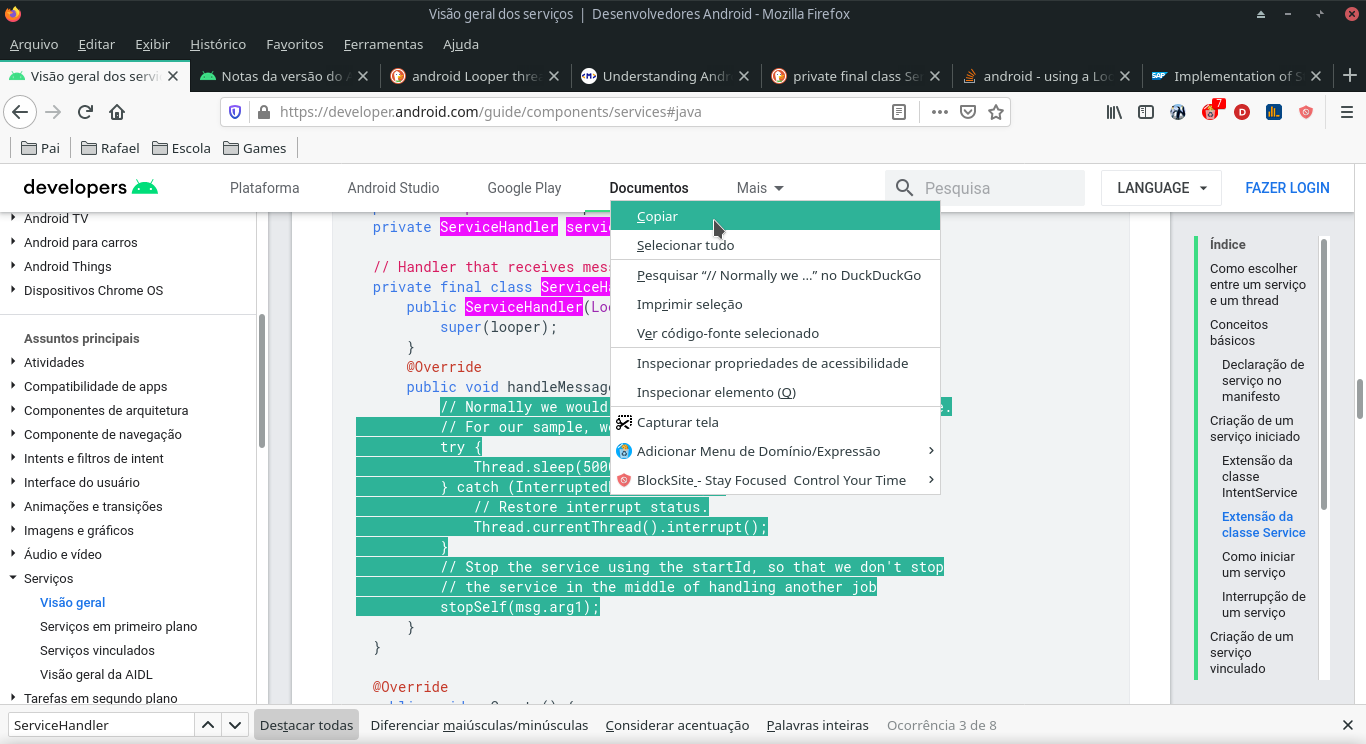 Visão geral dos serviços | Desenvolvedores Android - Mozilla Firefox
Arquivo Editar Exibir Histórico Favoritos Ferramentas Ajuda
Visão geral dos servi
Notas da versão do
android Looper thre
Understanding Andr
private final class Se
android - using a Loo
SAP Implementation of S
https://developer.android.com/guide/components/services#java
7
Pai Rafael Escola Games
developers
Plataforma Android Studio Google Play Documentos Mais
Pesquisa
LANGUAGE
FAZER LOGIN
Android TV
Android para carros
Android Things
Dispositivos Chrome OS
Assuntos principais
Atividades
Compatibilidade de apps
Componentes de arquitetura
Componente de navegação
Intents e filtros de intent
Interface do usuário
Animações e transições
Imagens e gráficos
Áudio e vídeo
Serviços
Visão geral
Serviços em primeiro plano
Serviços vinculados
Visão geral da AIDL
Tarefas em segundo plano
private ServiceHandler servic
// Handler that receives mes
private final class ServiceHa
public ServiceHandler(Loo
super(looper);
}
@Override
public void handleMessage
// Normally we would
// For our sample, we
try {
Thread.sleep(5000
} catch (Interrupted
// Restore interrupt status.
Thread.currentThread().interrupt();
}
// Stop the service using the startId, so that we don't stop
// the service in the middle of handling another job
stopSelf(msg.arg1);
}
}
@Override
Copiar
Selecionar tudo
Pesquisar “// Normally we ...” no DuckDuckGo
Imprimir seleção
Ver código-fonte selecionado
Inspecionar propriedades de acessibilidade
Inspecionar elemento (Q)
Capturar tela
Adicionar Menu de Domínio/Expressão
BlockSite - Stay Focused Control Your Time
Índice
Como escolher
entre um serviço
e um thread
Conceitos
básicos
Declaração de
serviço no
manifesto
Criação de um
serviço iniciado
Extensão da
classe
IntentService
Extensão da
classe Service
Como iniciar
um serviço
Interrupção de
um serviço
Criação de um
serviço
vinculado
ServiceHandler
Destacar todas Diferenciar maiúsculas/minúsculas Considerar acentuação Palavras inteiras Ocorrência 3 de 8